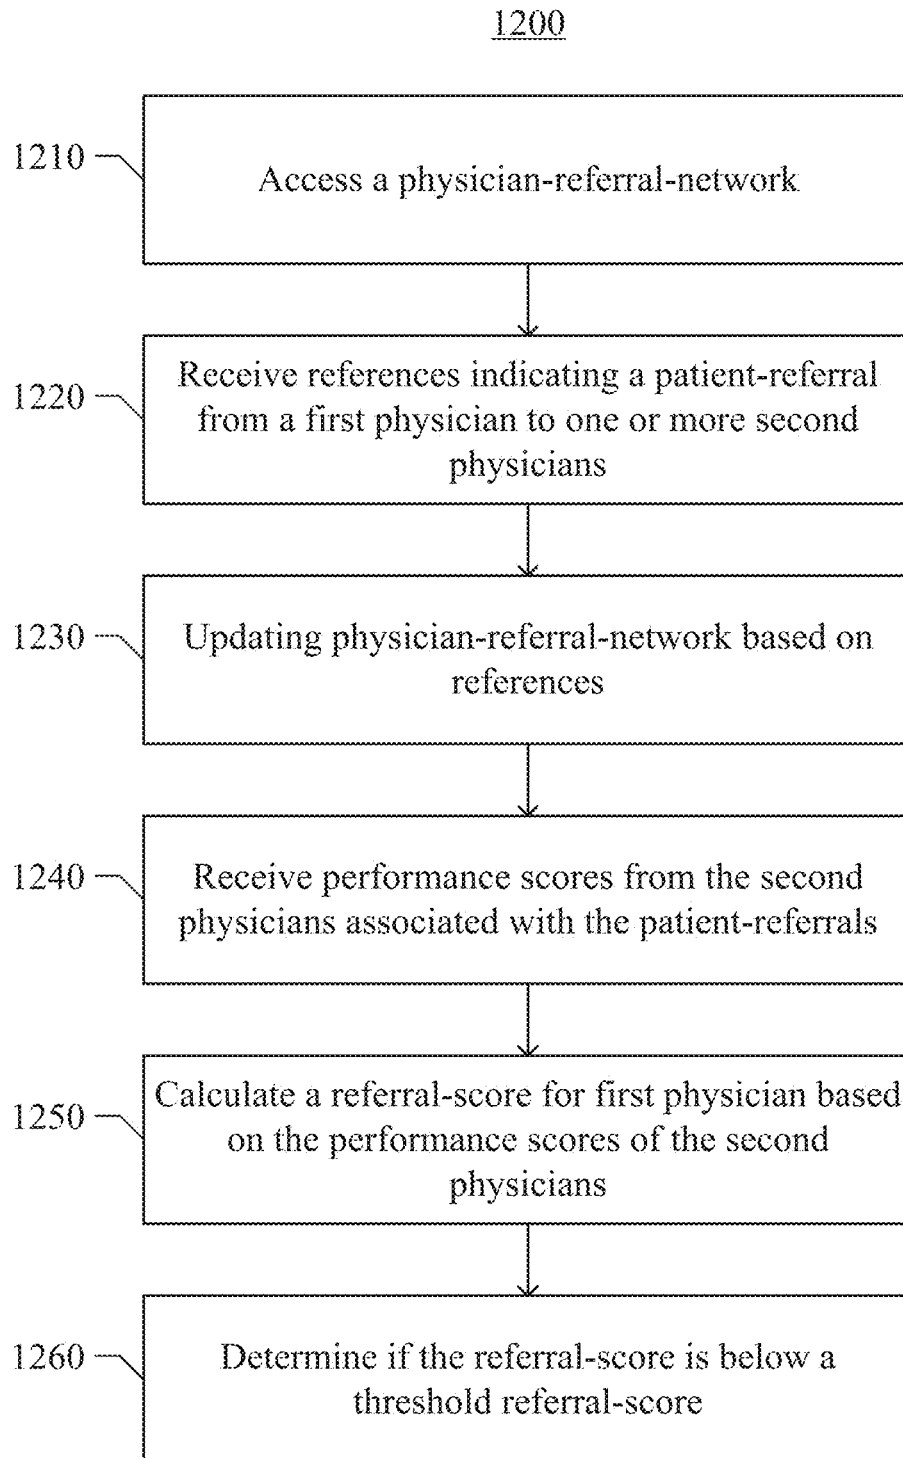 1200
1210
Access a physician-referral-network
1220
Receive references indicating a patient-referral
from a first physician to one or more second
physicians
1230
Updating physician-referral-network based on
references
1240
Receive performance scores from the second
physicians associated with the patient-referrals
1250
Calculate a referral-score for first physician based
on the performance scores of the second
physicians
1260
Determine if the referral-score is below a
threshold referral-score